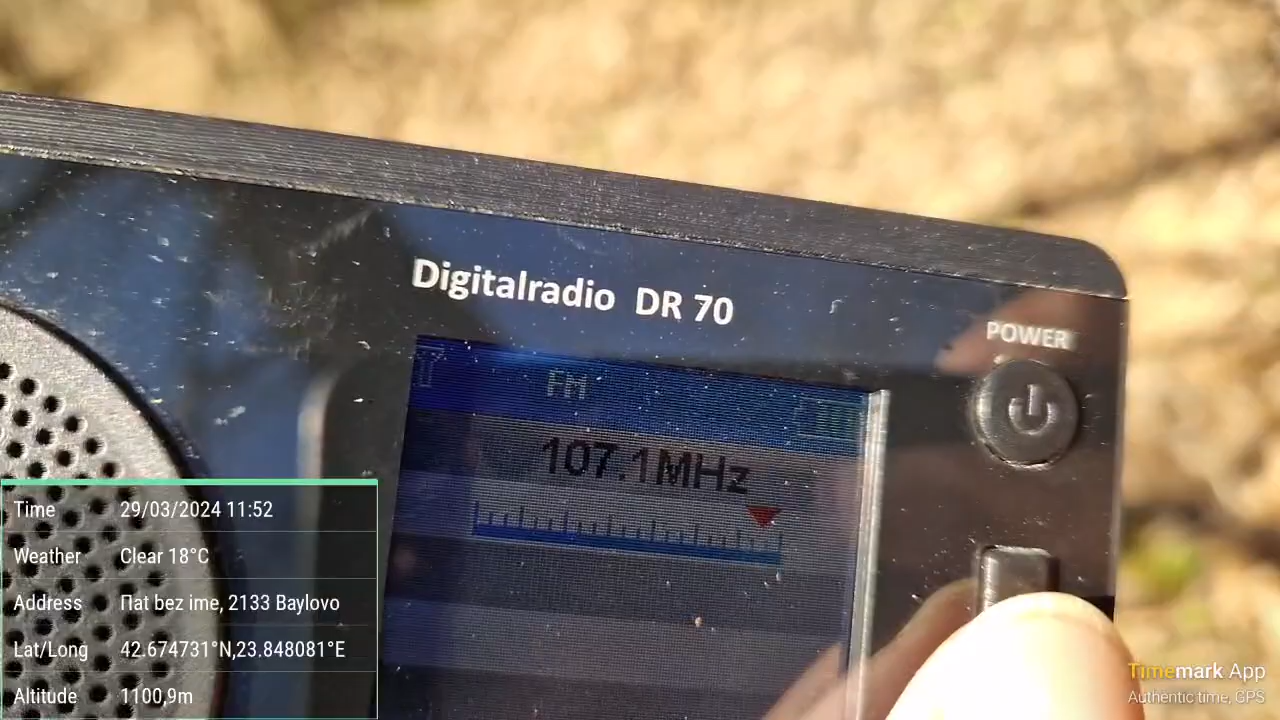 Digitalradio DR 70
POWER
FM
107.1MHz
Time 29/03/2024 11:52
Weather Clear 18°C
Address Пat bez ime, 2133 Baylovo
Lat/Long 42.674731°N,23.848081°E
Altitude 1100,9m
Timemark App
Authentic time, GPS